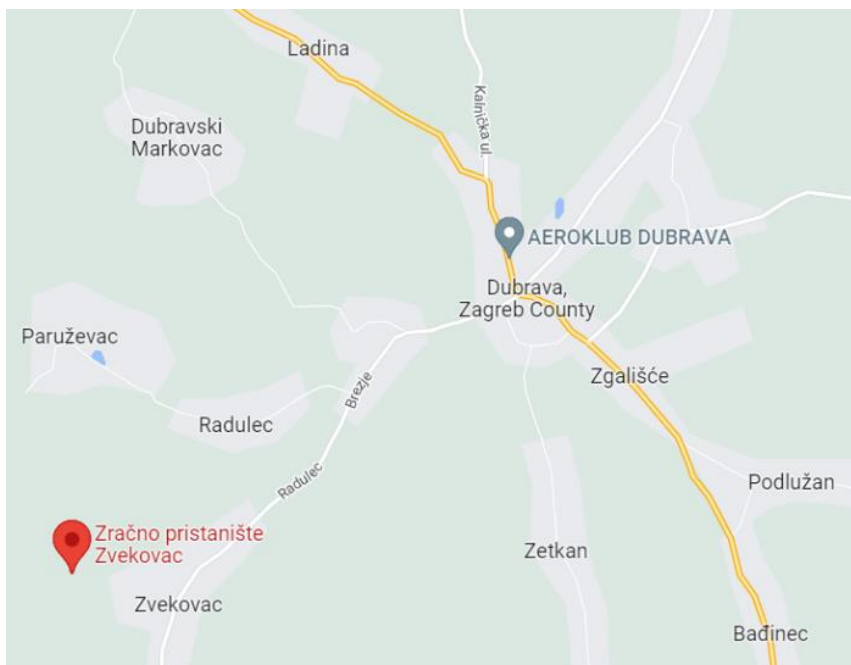 Ladina
Kalnička ul.
Dubravski
Markovac
AEROKLUB DUBRAVA
Dubrava,
Zagreb County
Paruževac
Zgališće
Brezje
Radulec
Radulec
Podlužan
Zračno pristanište
Zvekovac
Zetkan
Zvekovac
Bađinec